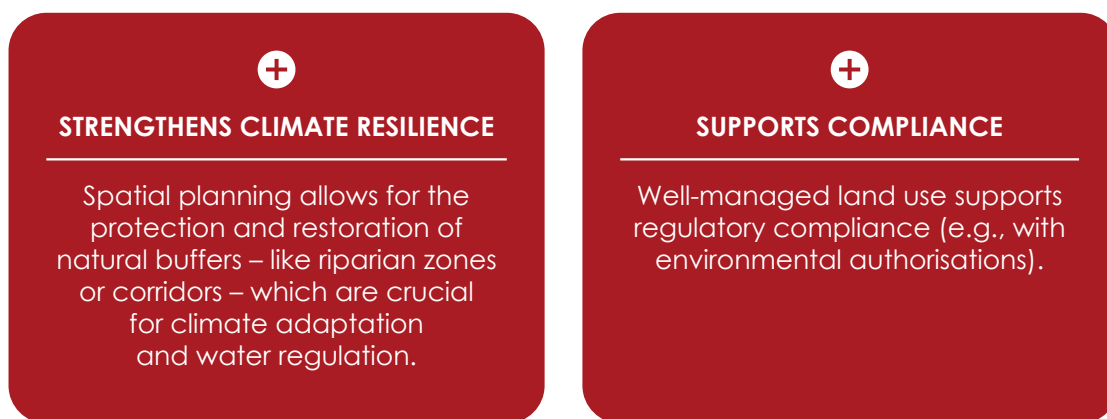 STRENGTHENS CLIMATE RESILIENCE
Spatial planning allows for the
protection and restoration of
natural buffers – like riparian zones
or corridors – which are crucial
for climate adaptation
and water regulation.
SUPPORTS COMPLIANCE
Well-managed land use supports
regulatory compliance (e.g., with
environmental authorisations).